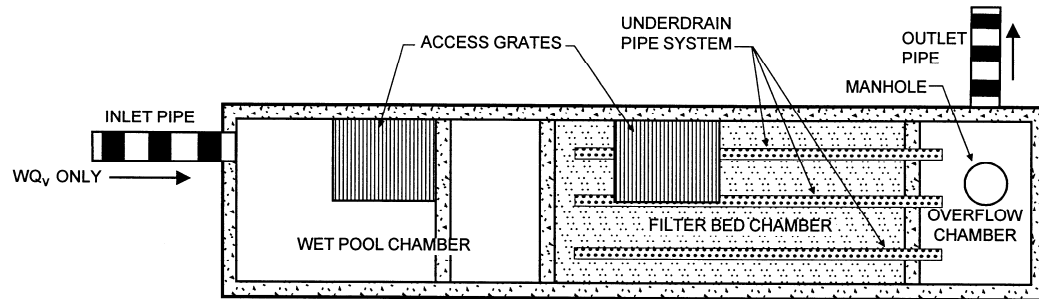 UNDERDRAIN
PIPE SYSTEM
ACCESS GRATES
OUTLET
PIPE
MANHOLE
INLET PIPE
WQv ONLY
WET POOL CHAMBER
FILTER BED CHAMBER
OVERFLOW
CHAMBER